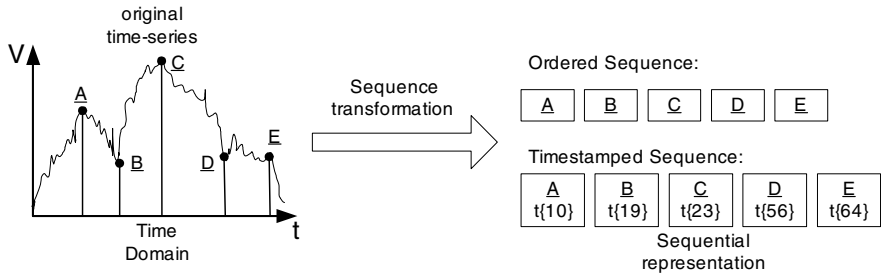 original
time-series
V
A
B
C
D
E
t
Time
Domain
Sequence
transformation
Ordered Sequence:
A B C D E
Timestamped Sequence:
A B C D E
t{10} t{19} t{23} t{56} t{64}
Sequential
representation